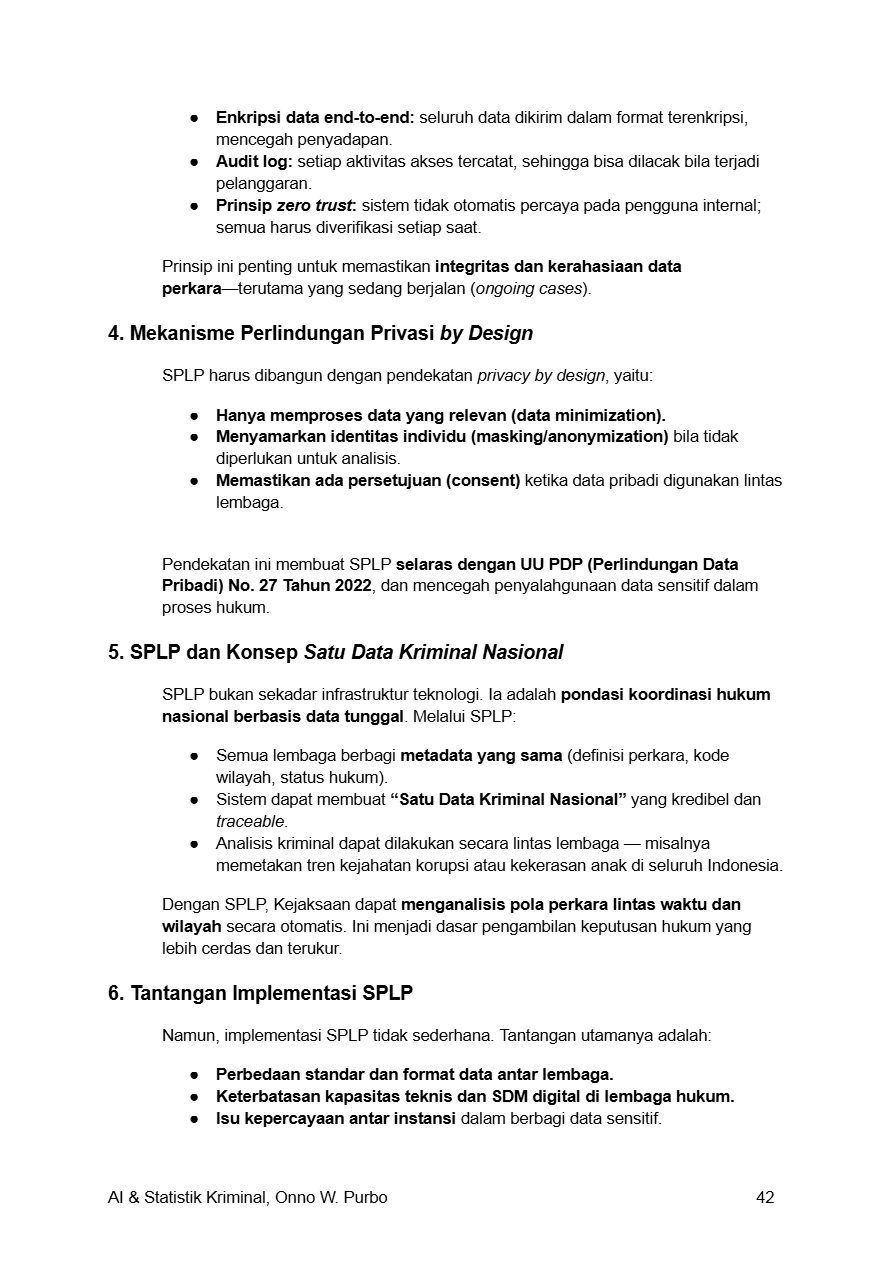 ● Enkripsi data end-to-end: seluruh data dikirim dalam format terenkripsi,
mencegah penyadapan.
● Audit log: setiap aktivitas akses tercatat, sehingga bisa dilacak bila terjadi
pelanggaran.
● Prinsip zero trust: sistem tidak otomatis percaya pada pengguna internal;
semua harus diverifikasi setiap saat.
Prinsip ini penting untuk memastikan integritas dan kerahasiaan data
perkara—terutama yang sedang berjalan (ongoing cases).
4. Mekanisme Perlindungan Privasi by Design
SPLP harus dibangun dengan pendekatan privacy by design, yaitu:
● Hanya memproses data yang relevan (data minimization).
● Menyamarkan identitas individu (masking/anonymization) bila tidak
diperlukan untuk analisis.
● Memastikan ada persetujuan (consent) ketika data pribadi digunakan lintas
lembaga.
Pendekatan ini membuat SPLP selaras dengan UU PDP (Perlindungan Data
Pribadi) No. 27 Tahun 2022, dan mencegah penyalahgunaan data sensitif dalam
proses hukum.
5. SPLP dan Konsep Satu Data Kriminal Nasional
SPLP bukan sekadar infrastruktur teknologi. Ia adalah pondasi koordinasi hukum
nasional berbasis data tunggal. Melalui SPLP:
● Semua lembaga berbagi metadata yang sama (definisi perkara, kode
wilayah, status hukum).
● Sistem dapat membuat “Satu Data Kriminal Nasional” yang kredibel dan
traceable.
● Analisis kriminal dapat dilakukan secara lintas lembaga — misalnya
memetakan tren kejahatan korupsi atau kekerasan anak di seluruh Indonesia.
Dengan SPLP, Kejaksaan dapat menganalisis pola perkara lintas waktu dan
wilayah secara otomatis. Ini menjadi dasar pengambilan keputusan hukum yang
lebih cerdas dan terukur.
6. Tantangan Implementasi SPLP
Namun, implementasi SPLP tidak sederhana. Tantangan utamanya adalah:
● Perbedaan standar dan format data antar lembaga.
● Keterbatasan kapasitas teknis dan SDM digital di lembaga hukum.
● Isu kepercayaan antar instansi dalam berbagi data sensitif.
AI & Statistik Kriminal, Onno W. Purbo 42